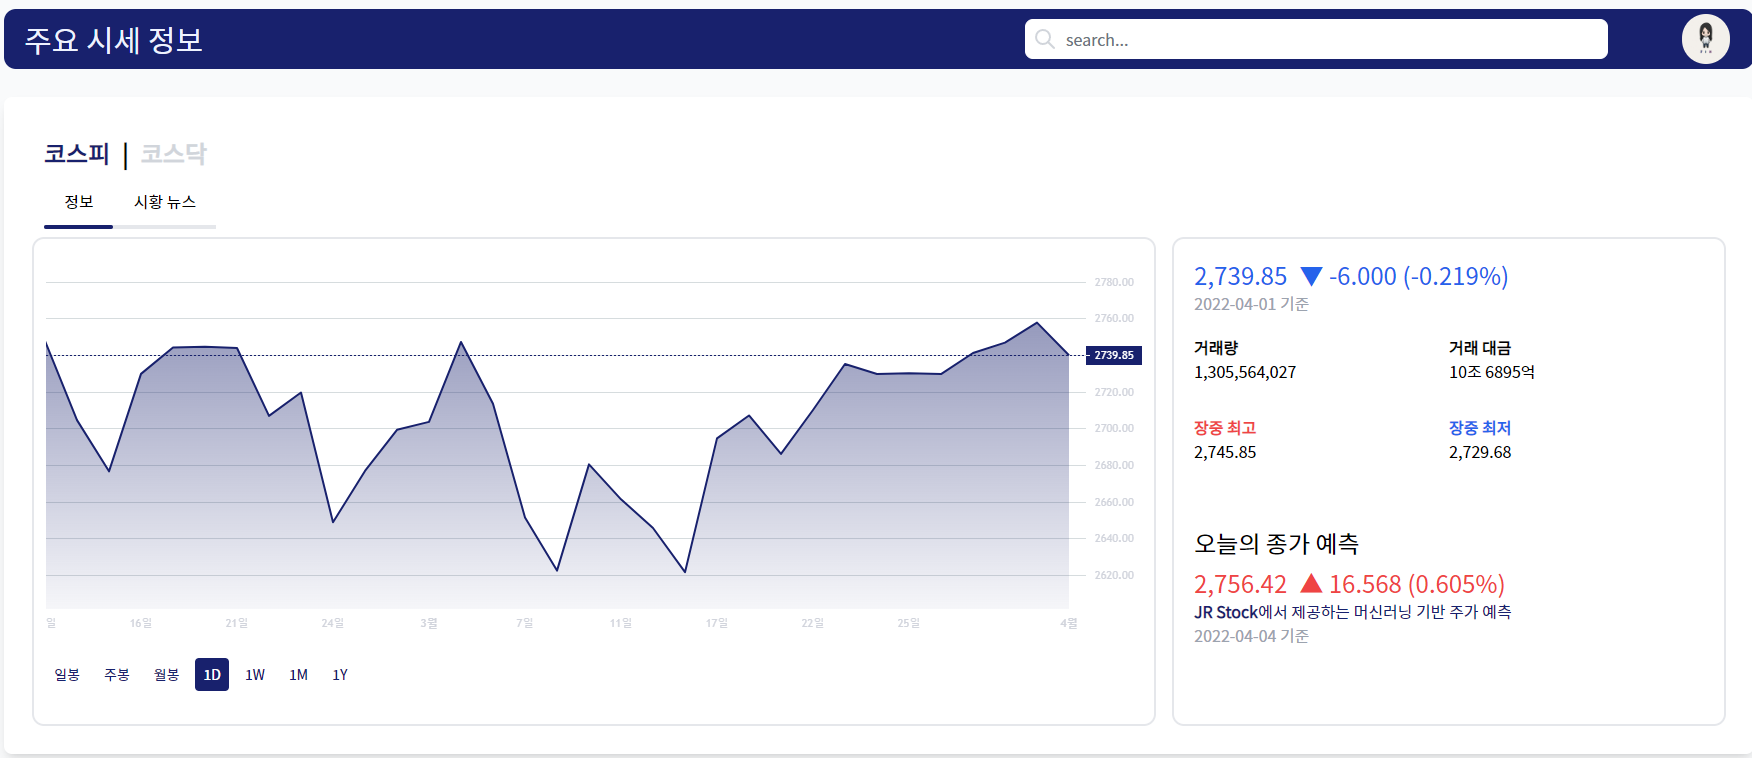 주요 시세 정보
search...
코스피 | 코스닥
정보 시황 뉴스
2780.00
2760.00
2739.85
2720.00
2700.00
2680.00
2660.00
2640.00
2620.00
일 16일 21일 24일 3월 7일 11일 17일 22일 25일 4월
일봉 주봉 월봉 1D 1W 1M 1Y
2,739.85 ▼ -6.000 (-0.219%)
2022-04-01 기준
거래량 거래 대금
1,305,564,027 10조 6895억
장중 최고 장중 최저
2,745.85 2,729.68
오늘의 종가 예측
2,756.42 ▲ 16.568 (0.605%)
JR Stock에서 제공하는 머신러닝 기반 주가 예측
2022-04-04 기준